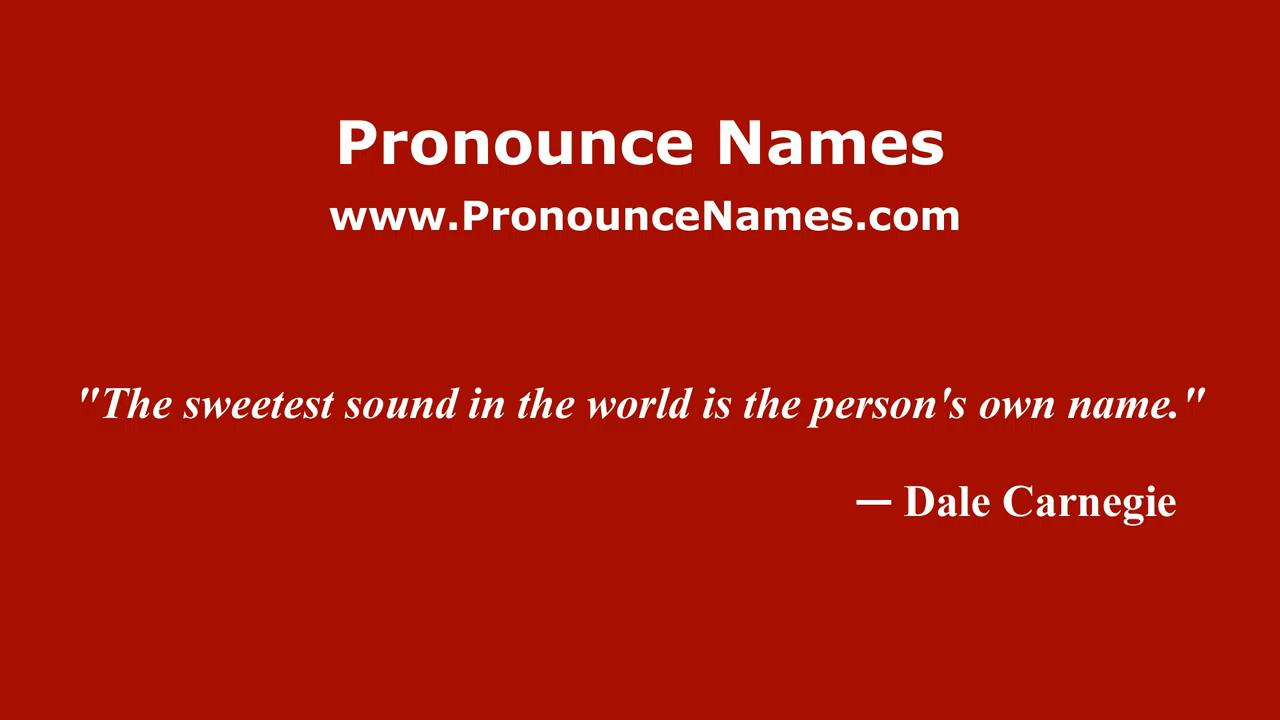 Pronounce Names
www.PronounceNames.com
"The sweetest sound in the world is the person's own name."
— Dale Carnegie